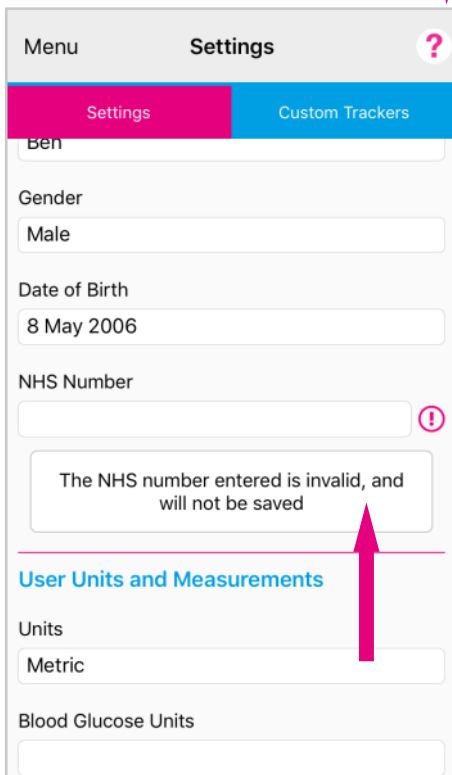 Menu Settings ?
Settings Custom Trackers
Ben
Gender
Male
Date of Birth
8 May 2006
NHS Number
!
The NHS number entered is invalid, and
will not be saved
User Units and Measurements
Units
Metric
Blood Glucose Units